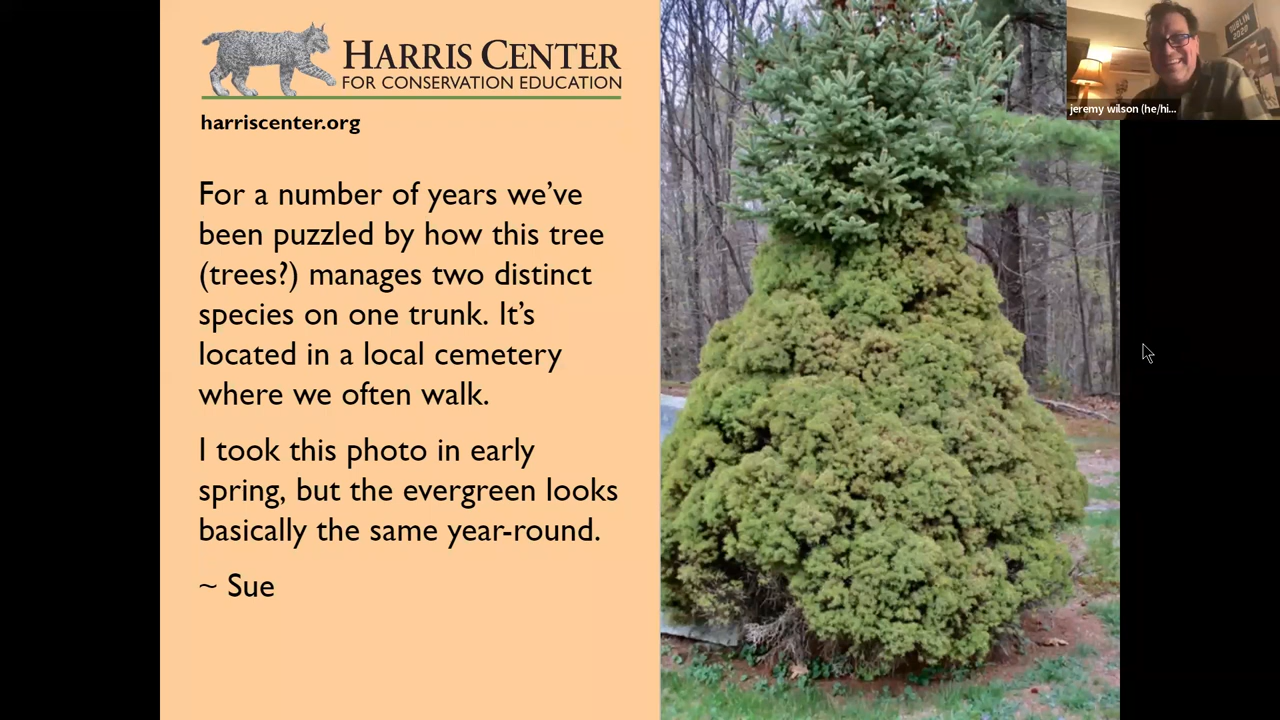 HARRIS CENTER
FOR CONSERVATION EDUCATION
harriscenter.org
For a number of years we’ve
been puzzled by how this tree
(trees?) manages two distinct
species on one trunk. It’s
located in a local cemetery
where we often walk.
I took this photo in early
spring, but the evergreen looks
basically the same year-round.
~ Sue
DUBLIN
2020
jeremy wilson (he/hi...